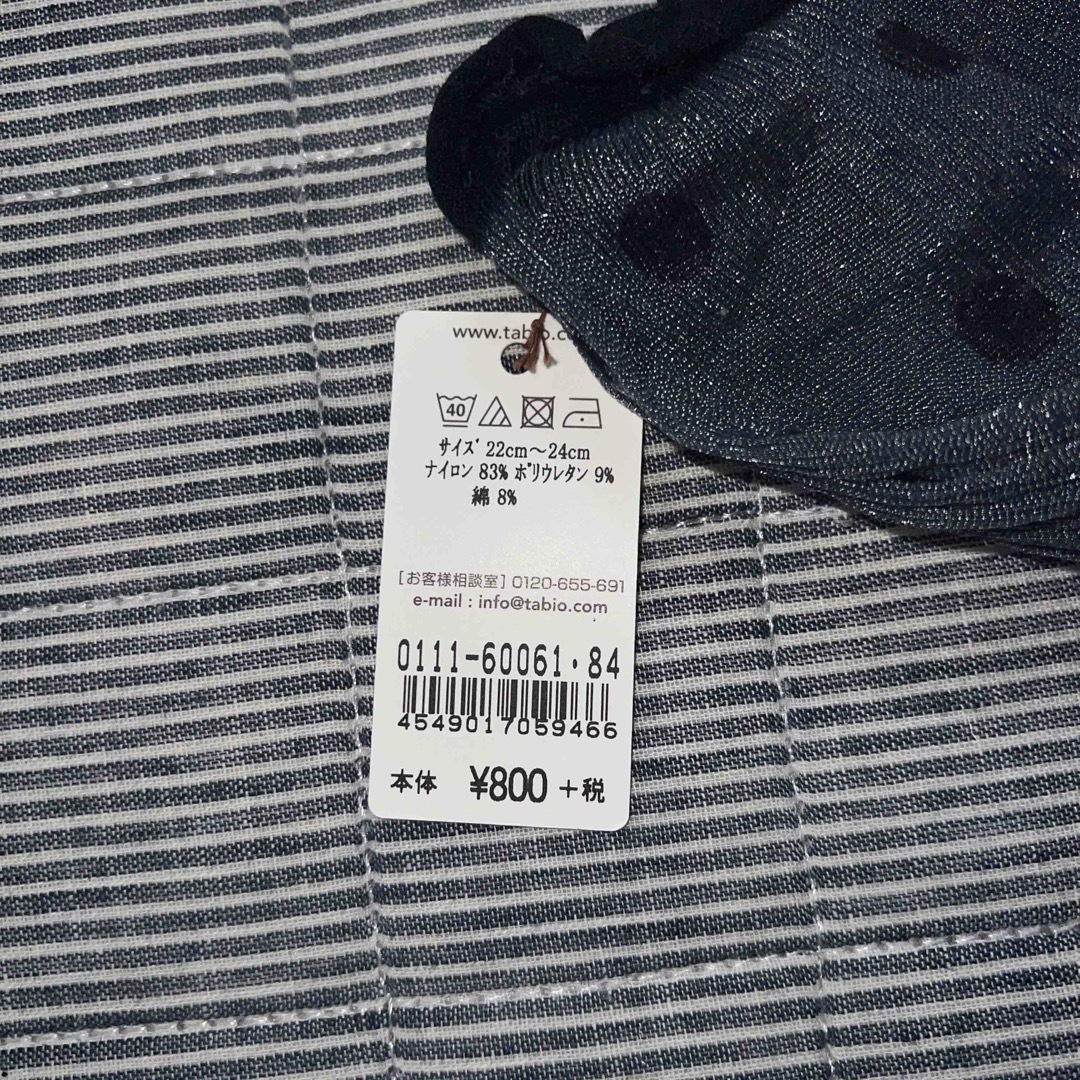 www.tabio.co
40
サイズ 22cm～24cm
ナイロン 83% ポリウレタン 9%
綿 8%
[お客様相談室] 0120-655-691
e-mail : info@tabio.com
0111-60061・84
4549017059466
本体 ¥800 +税